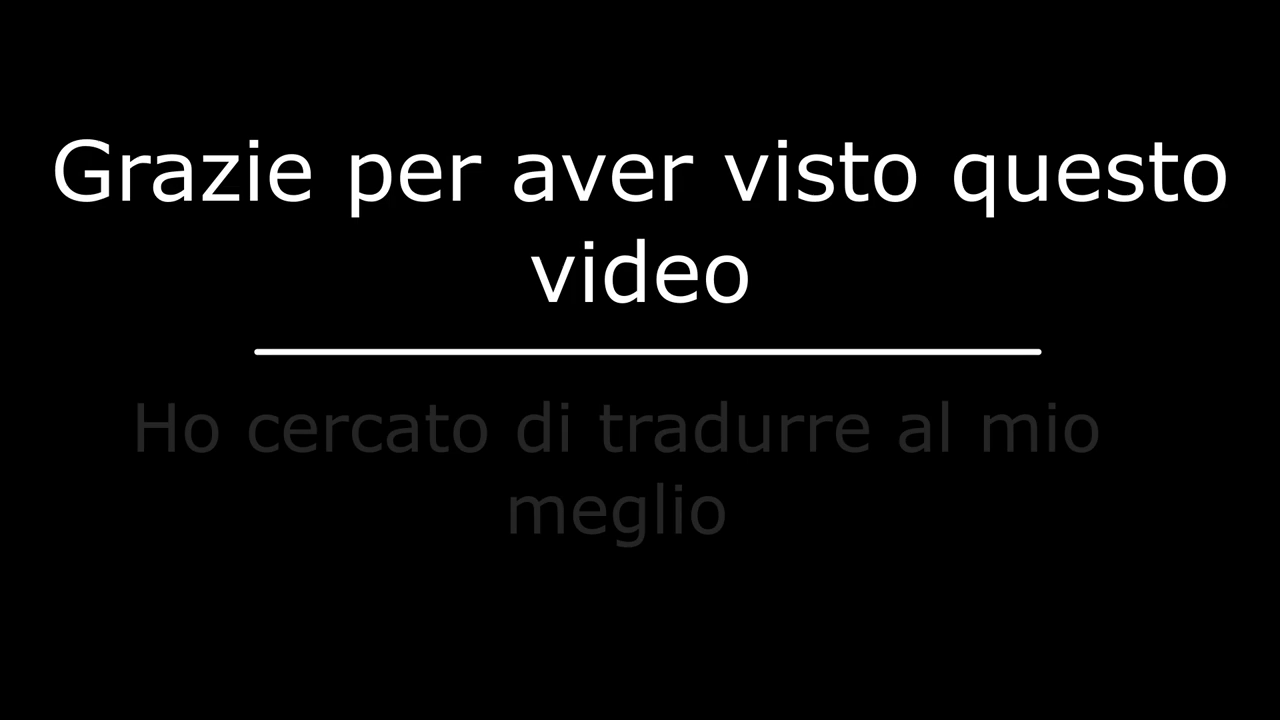 Grazie per aver visto questo
video
Ho cercato di tradurre al mio
meglio